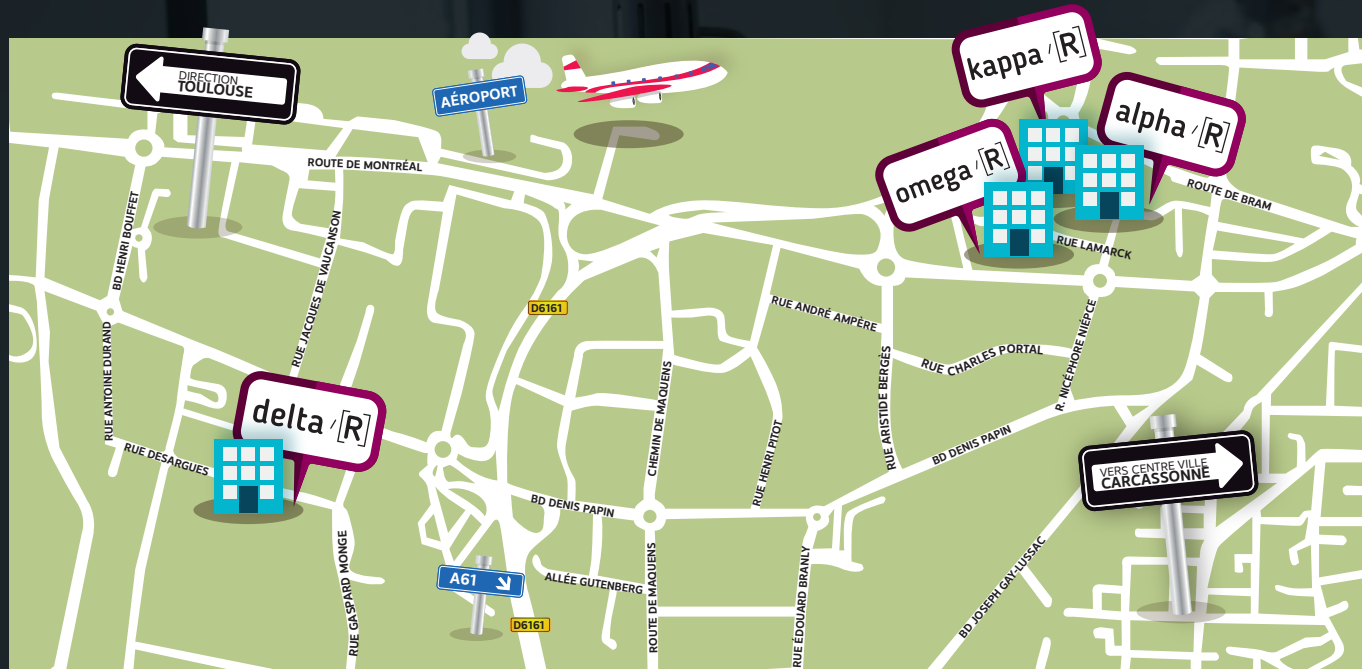 kappa / [R]
DIRECTION
TOULOUSE
AÉROPORT
alpha / [R]
omega / [R]
ROUTE DE MONTRÉAL
ROUTE DE BRAM
BD HENRI BOUFFET
RUE JACQUES DE VAUCANSON
RUE LAMARCK
D6161
RUE ANDRÉ AMPÈRE
RUE CHARLES PORTAL
R. NICÉPHORE NIÉPCE
RUE ANTOINE DURAND
RUE ARISTIDE BERGÈS
CHEMIN DE MAQUENS
delta / [R]
RUE HENRI PITOT
BD DENIS PAPIN
RUE DESARGUES
VERS CENTRE VILLE
CARCASSONNE
BD DENIS PAPIN
RUE GASPARD MONGE
A61
ALLÉE GUTENBERG
ROUTE DE MAQUENS
RUE ÉDOUARD BRANLY
BD JOSEPH GAY-LUSSAC
D6161